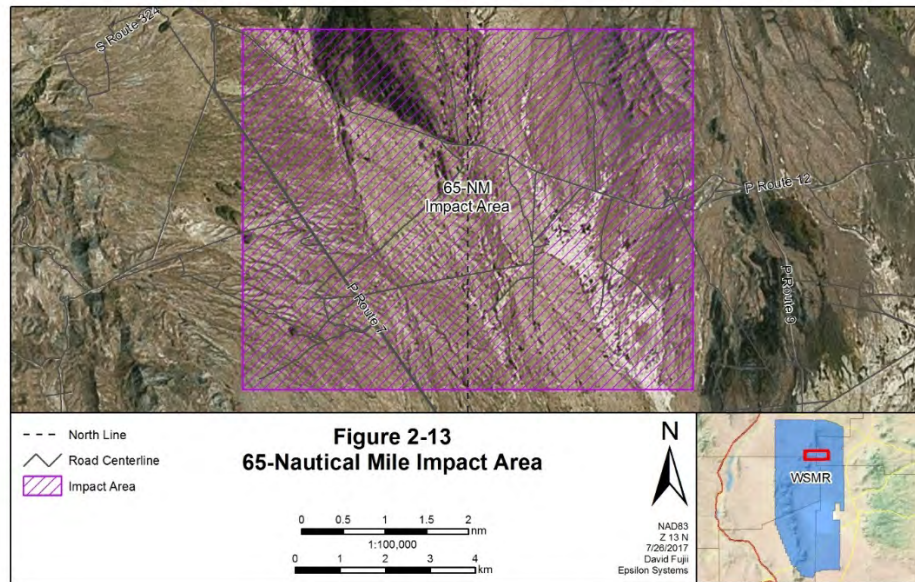 S Route 324
65-NM
Impact Area
P Route 12
P Route 7
P Route 9
North Line
Road Centerline
Impact Area
Figure 2-13
65-Nautical Mile Impact Area
0 0.5 1 1.5 2
nm
1:100,000
0 1 2 3 4
km
N
NAD83
Z 13 N
7/26/2017
David Fujii
Epsilon Systems
WSMR